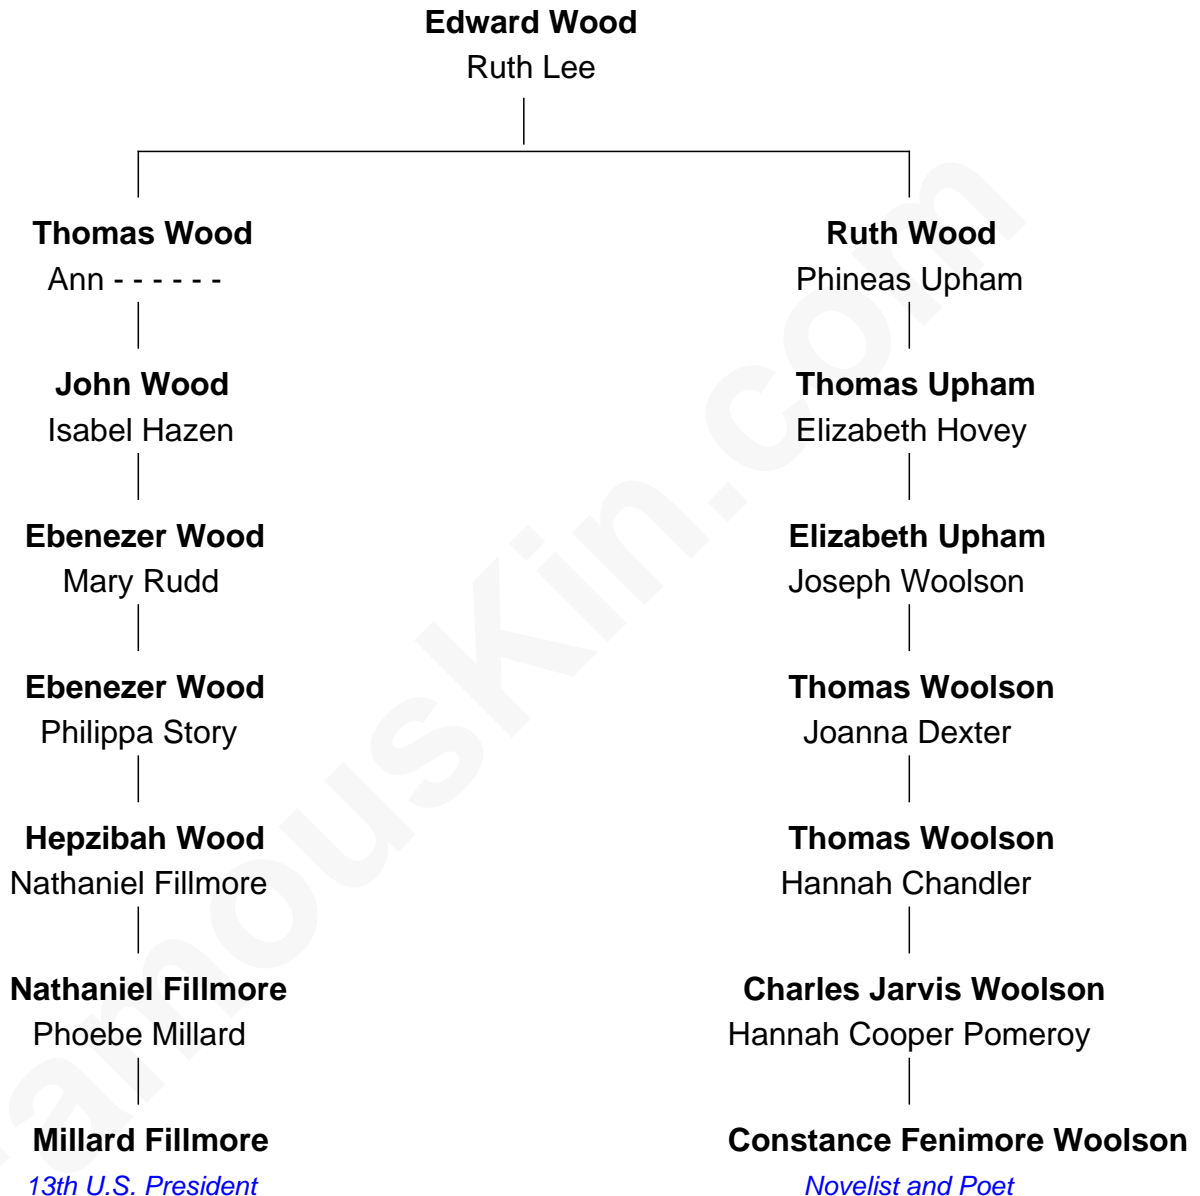 Edward Wood
Ruth Lee
Thomas Wood
Ann - - - - - -
Ruth Wood
Phineas Upham
John Wood
Isabel Hazen
Thomas Upham
Elizabeth Hovey
Ebenezer Wood
Mary Rudd
Elizabeth Upham
Joseph Woolson
Ebenezer Wood
Philippa Story
Thomas Woolson
Joanna Dexter
Hepzibah Wood
Nathaniel Fillmore
Thomas Woolson
Hannah Chandler
Nathaniel Fillmore
Phoebe Millard
Charles Jarvis Woolson
Hannah Cooper Pomeroy
Millard Fillmore
13th U.S. President
Constance Fenimore Woolson
Novelist and Poet
FamousKin.com